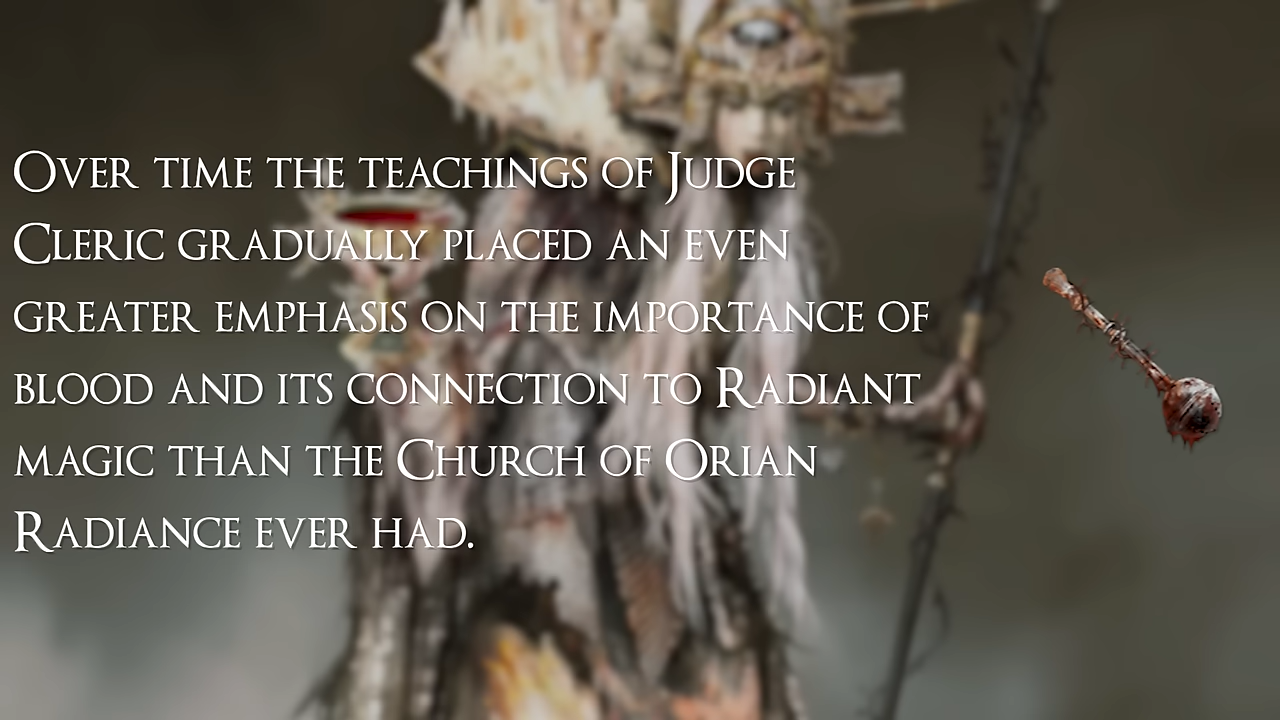 Over time the teachings of Judge
Cleric gradually placed an even
greater emphasis on the importance of
blood and its connection to Radiant
magic than the Church of Orian
Radiance ever had.